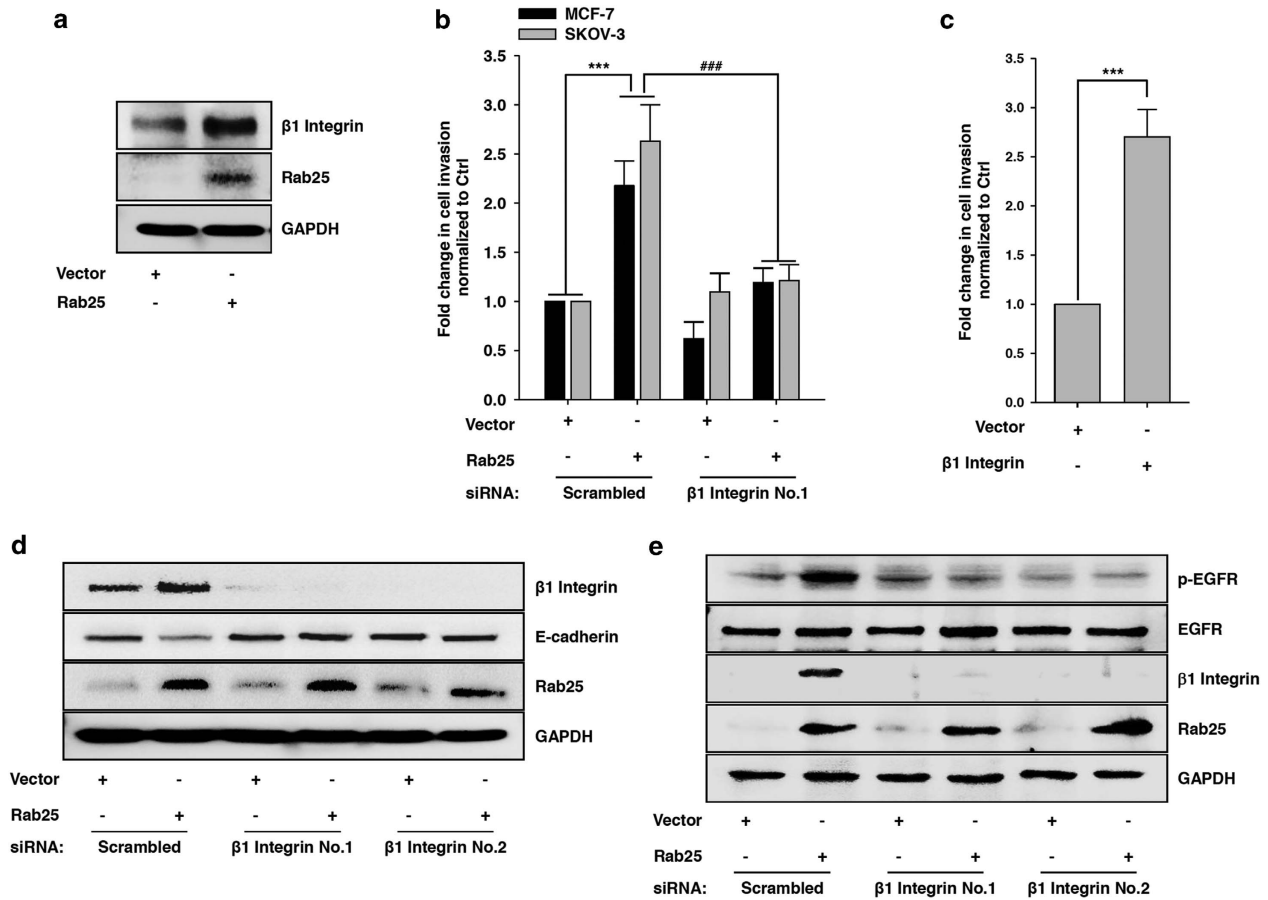 a
β1 Integrin
Rab25
GAPDH
Vector + -
Rab25 - +
b
MCF-7
SKOV-3
Fold change in cell invasion
normalized to Ctrl
3.5
3.0
2.5
2.0
1.5
1.0
0.5
0.0
*** ###
Vector + - + -
Rab25 - + - +
siRNA: Scrambled β1 Integrin No.1
c
Fold change in cell invasion
normalized to Ctrl
3.5
3.0
2.5
2.0
1.5
1.0
0.5
0.0
***
Vector + -
β1 Integrin - +
d
β1 Integrin
E-cadherin
Rab25
GAPDH
Vector + - + - + -
Rab25 - + - + - +
siRNA: Scrambled β1 Integrin No.1 β1 Integrin No.2
e
p-EGFR
EGFR
β1 Integrin
Rab25
GAPDH
Vector + - + - + -
Rab25 - + - + - +
siRNA: Scrambled β1 Integrin No.1 β1 Integrin No.2